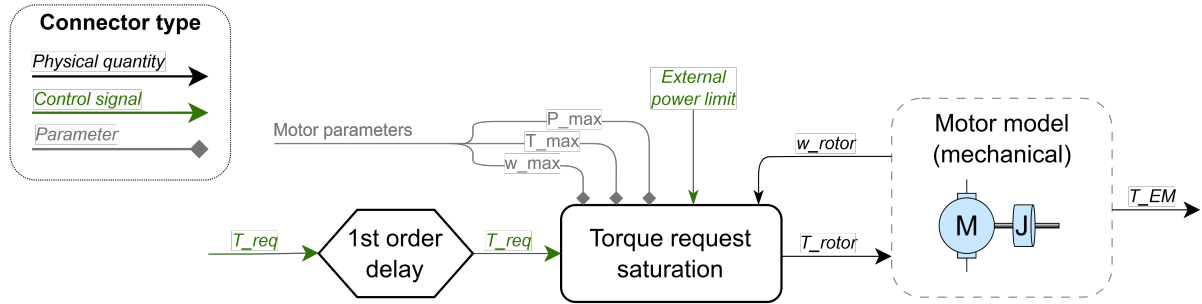 Connector type
Physical quantity
Control signal
Parameter
Motor parameters
P_max
T_max
w_max
External
power limit
w_rotor
Motor model
(mechanical)
M
J
T_EM
T_req
1st order
delay
T_req
Torque request
saturation
T_rotor